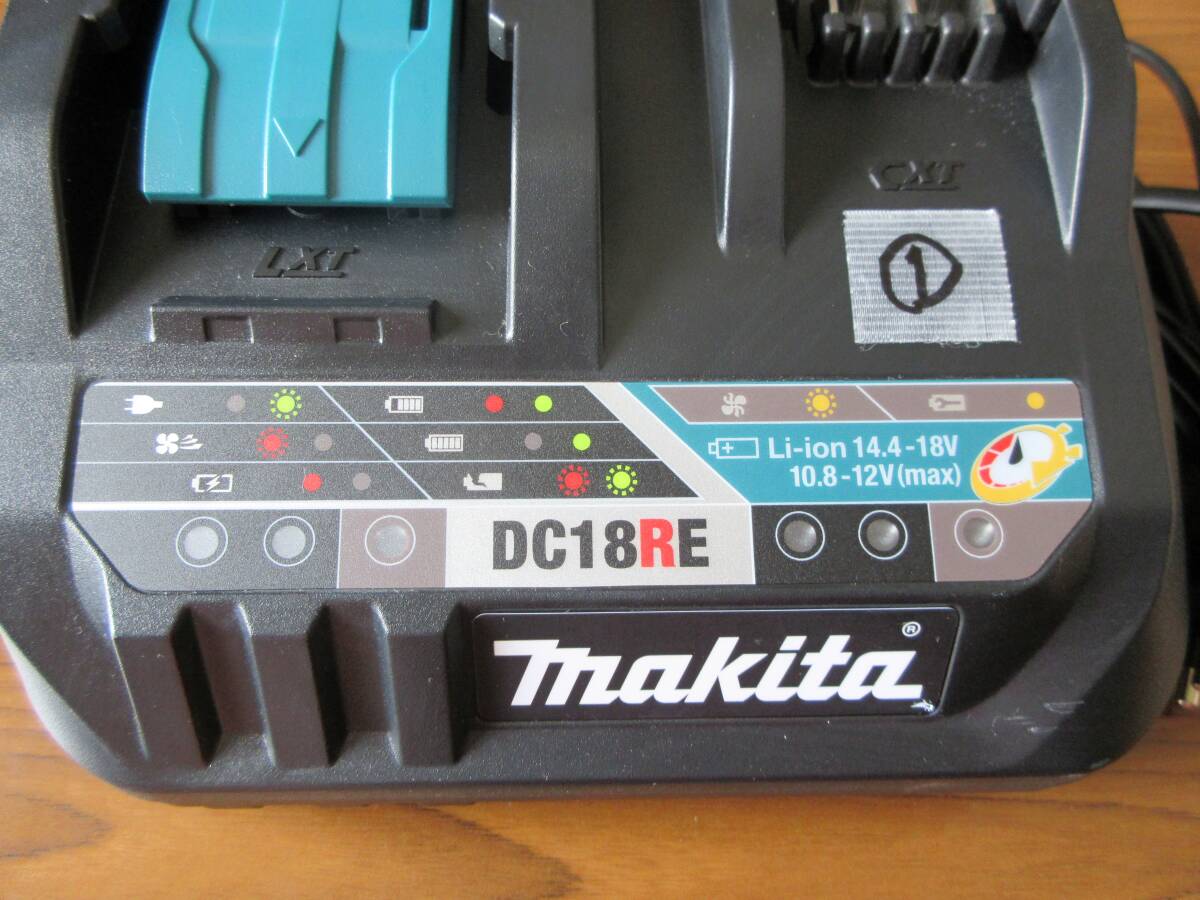 CXT
LXT
①
Li-ion 14.4-18V
10.8-12V(max)
DC18RE
makita®